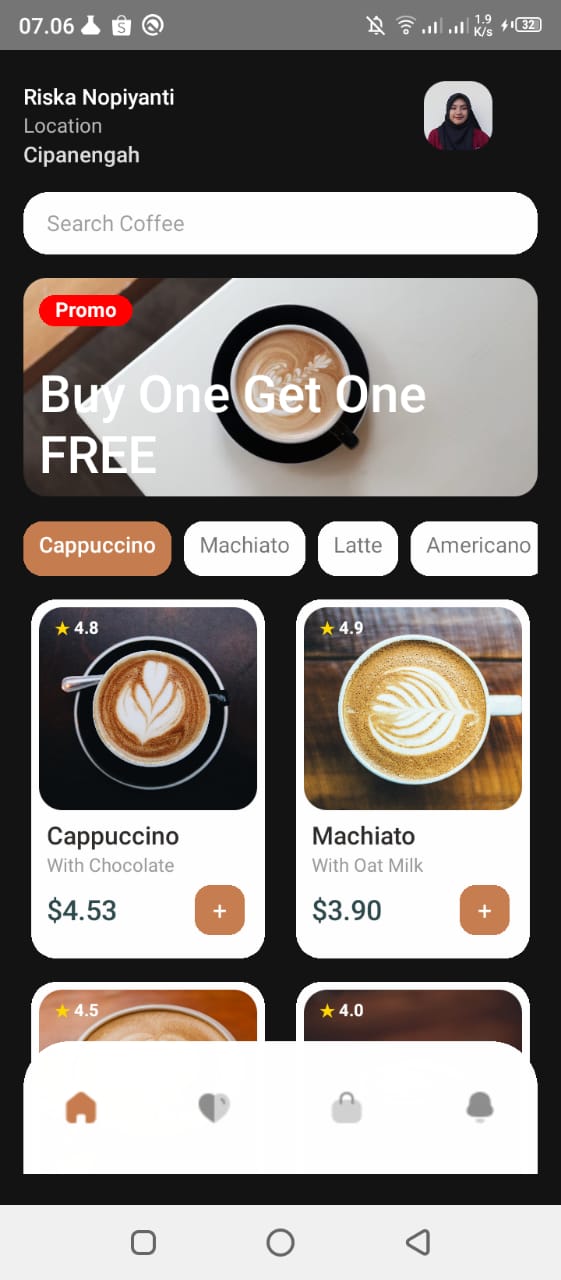 07.06
1.9
K/s
32
Riska Nopiyanti
Location
Cipanengah
Search Coffee
Promo
Buy One Get One
FREE
Cappuccino
Machiato
Latte
Americano
★ 4.8
★ 4.9
Cappuccino
Machiato
With Chocolate
With Oat Milk
$4.53
+
$3.90
+
★ 4.5
★ 4.0